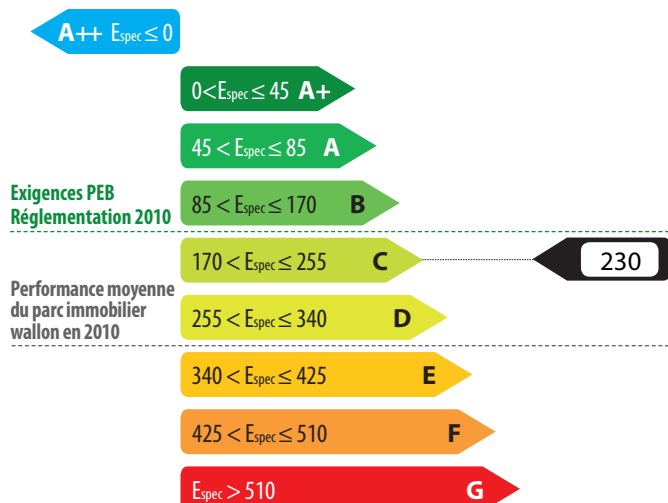 A++ Espec ≤ 0
0<Espec ≤ 45 A+
45 < Espec ≤ 85 A
Exigences PEB
Réglementation 2010
85 < Espec ≤ 170 B
170 < Espec ≤ 255 C
230
Performance moyenne
du parc immobilier
wallon en 2010
255 < Espec ≤ 340 D
340 < Espec ≤ 425 E
425 < Espec ≤ 510 F
Espec > 510 G